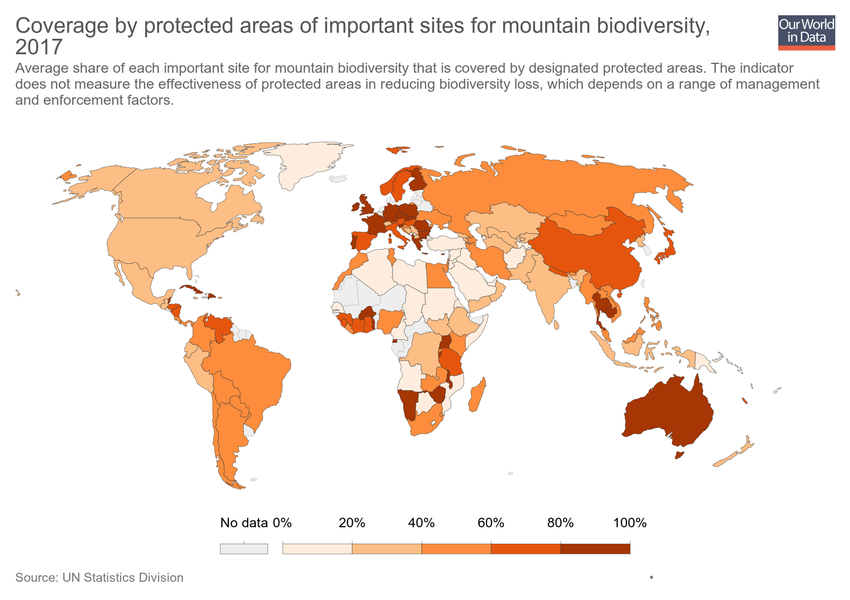 Coverage by protected areas of important sites for mountain biodiversity,
2017
Our World
in Data
Average share of each important site for mountain biodiversity that is covered by designated protected areas. The indicator
does not measure the effectiveness of protected areas in reducing biodiversity loss, which depends on a range of management
and enforcement factors.
No data 0% 20% 40% 60% 80% 100%
Source: UN Statistics Division